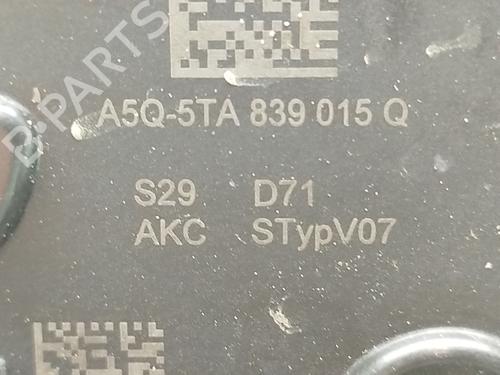 B-PARTS
A5Q-5TA 839 015 Q
S29 D71
AKC STypV07